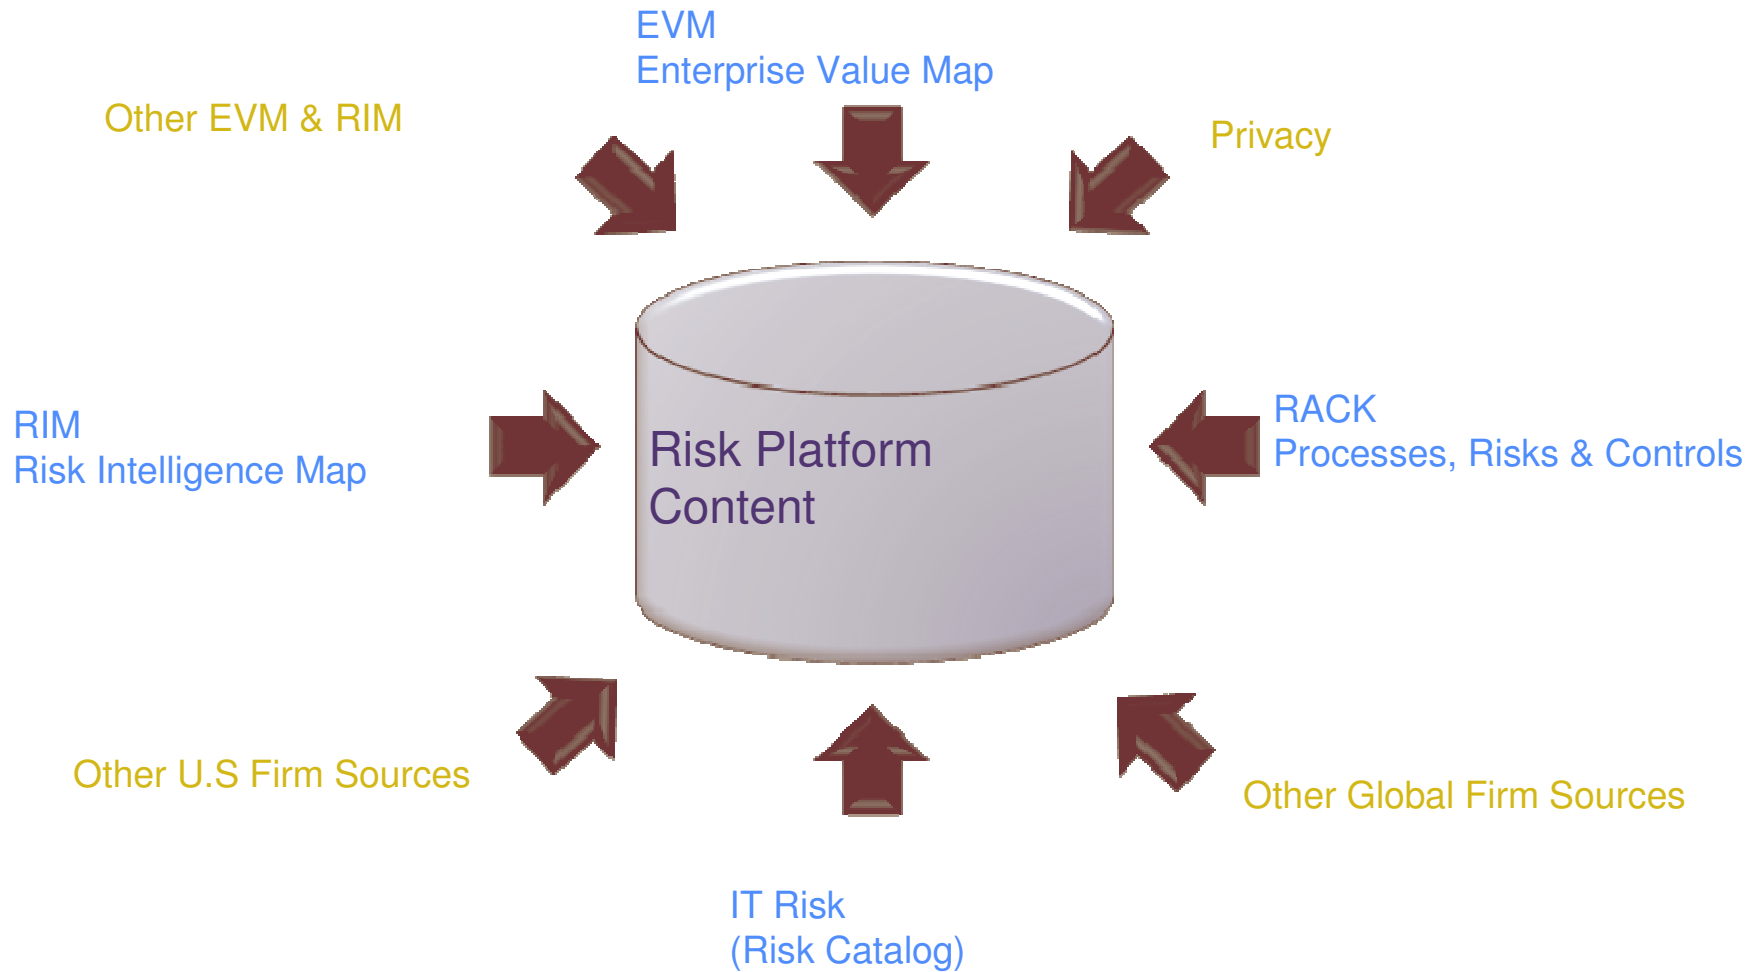 EVM
Enterprise Value Map
Other EVM & RIM
Privacy
RIM
Risk Intelligence Map
Risk Platform
Content
RACK
Processes, Risks & Controls
Other U.S Firm Sources
Other Global Firm Sources
IT Risk
(Risk Catalog)